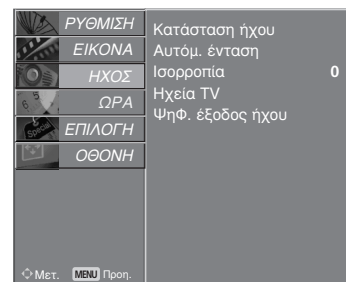 ΡΥΘΜΙΣΗ
ΕΙΚΟΝΑ
ΗΧΟΣ
ΩΡΑ
ΕΠΙΛΟΓΗ
ΟΘΟΝΗ
Κατάσταση ήχου
Αυτόμ. ένταση
Ισορροπία 0
Ηχεία TV
ΨηΦ. έξοδος ήχου
Μετ. MENU Προη.